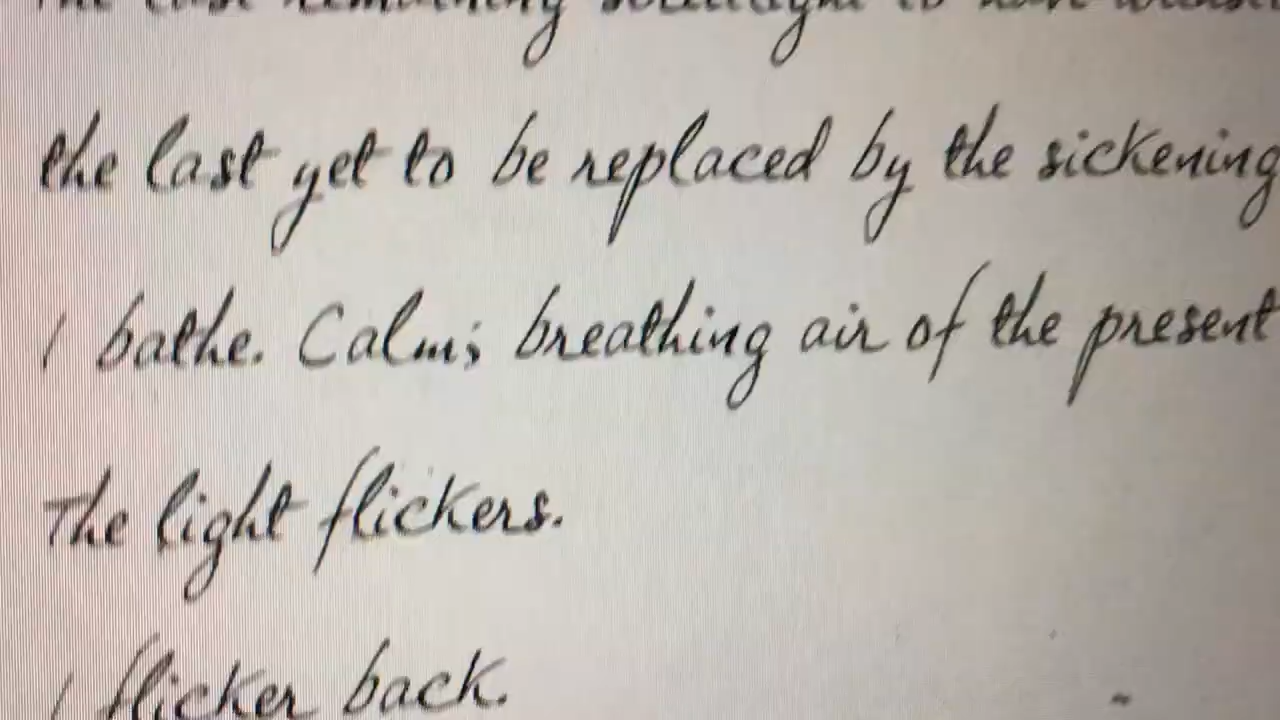 the last yet to be replaced by the sickening
I bathe. Calm; breathing air of the present
The light flickers.
I flicker back.